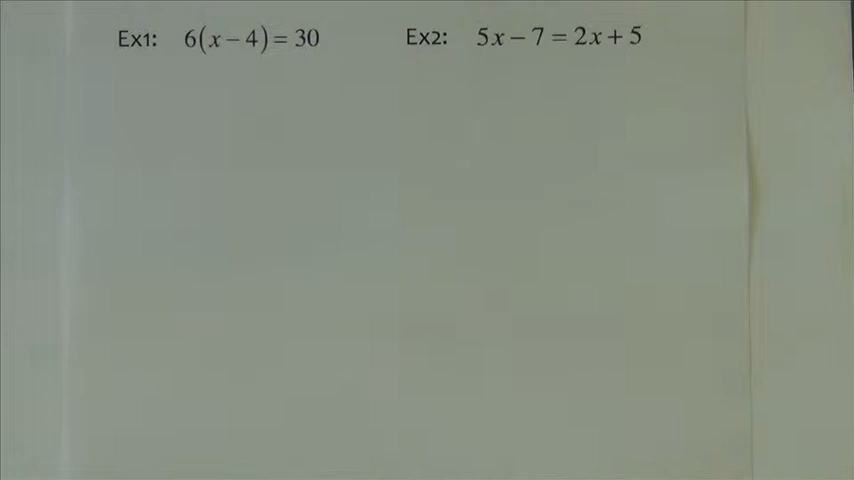 Ex1: 6(x – 4) = 30 Ex2: 5x – 7 = 2x + 5